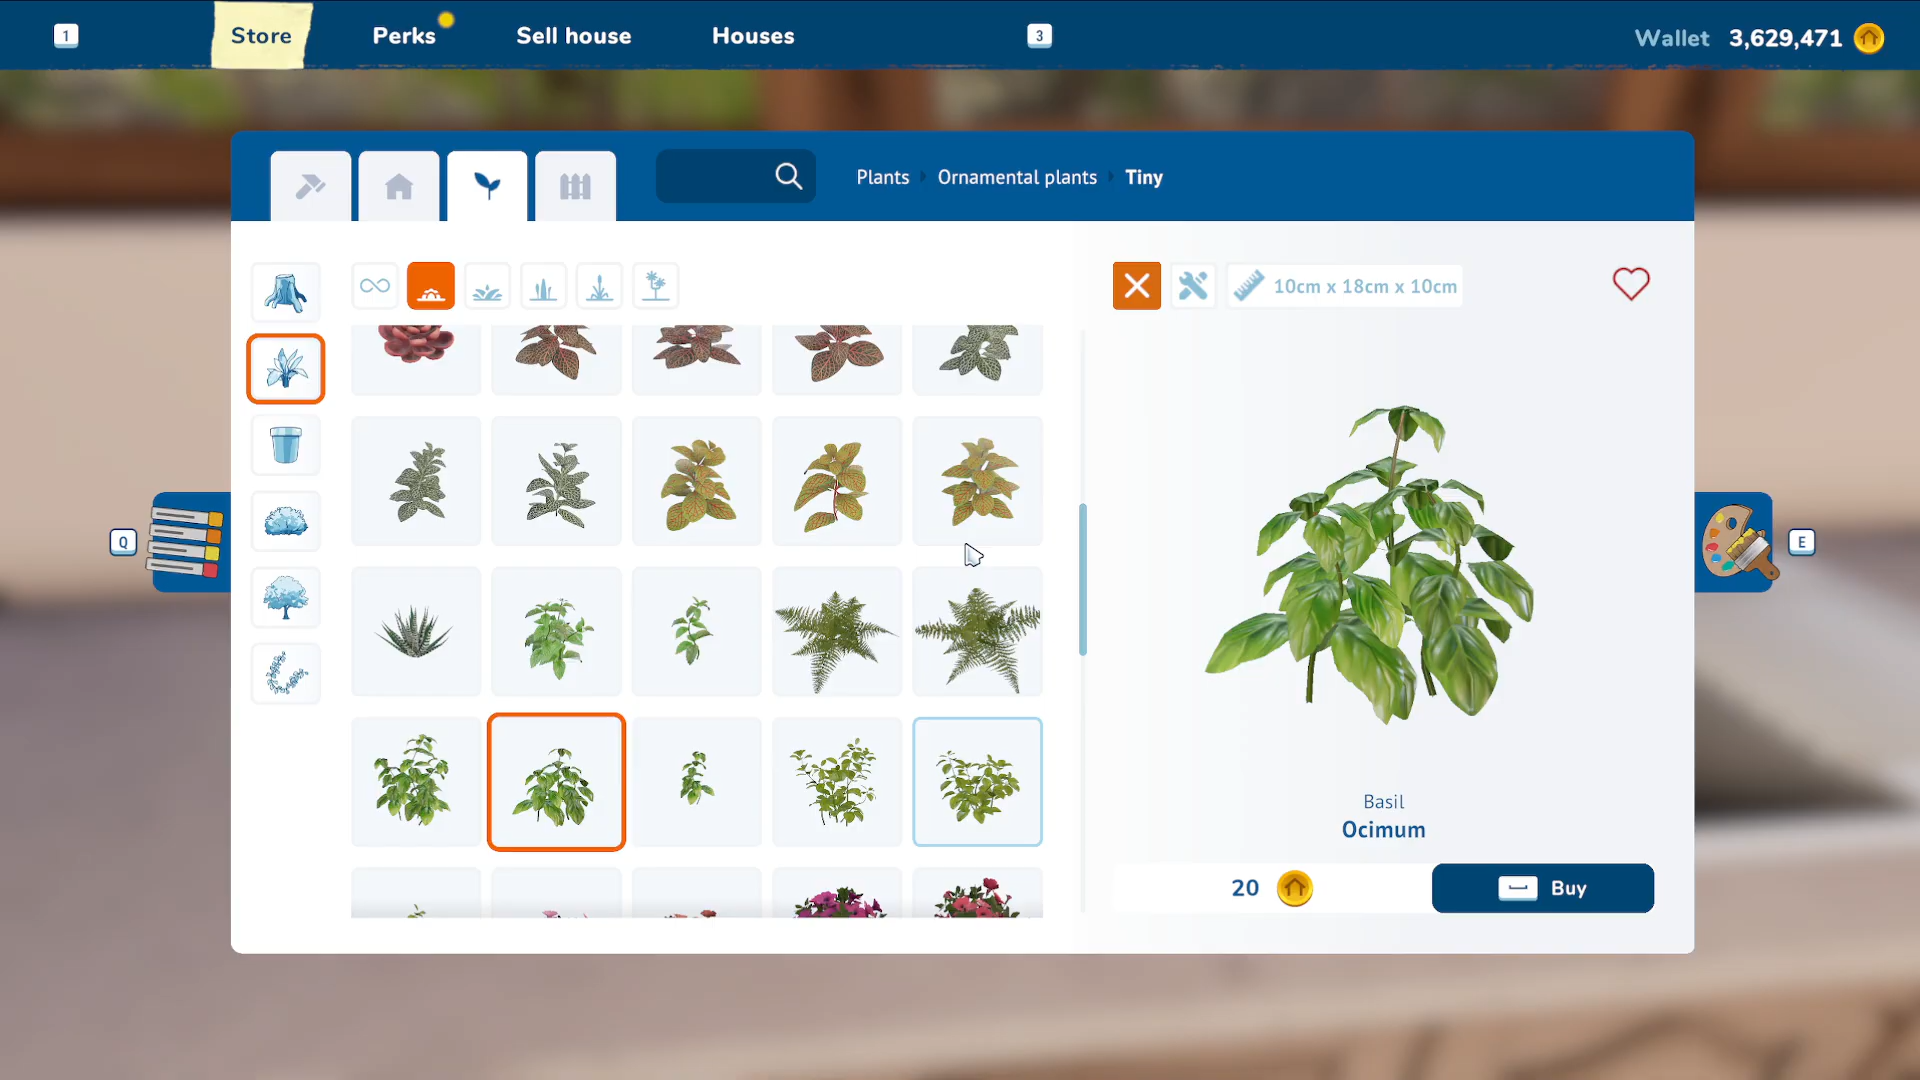 1
Store
Perks
Sell house
Houses
3
Wallet 3,629,471
Plants Ornamental plants Tiny
10cm x 18cm x 10cm
Q
E
Basil
Ocimum
20
Buy